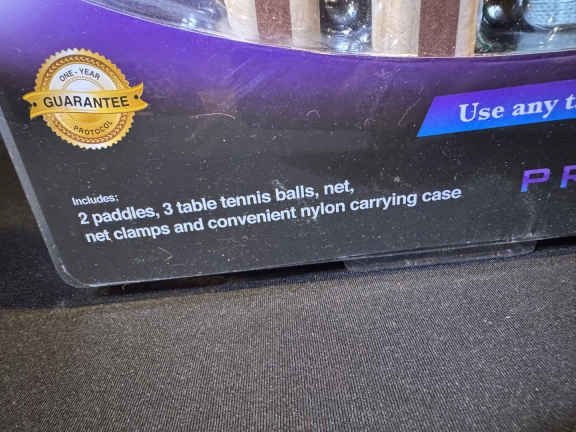 ONE-YEAR
GUARANTEE
PROTOCOL
Use any
Includes:
2 paddles, 3 table tennis balls, net,
net clamps and convenient nylon carrying case